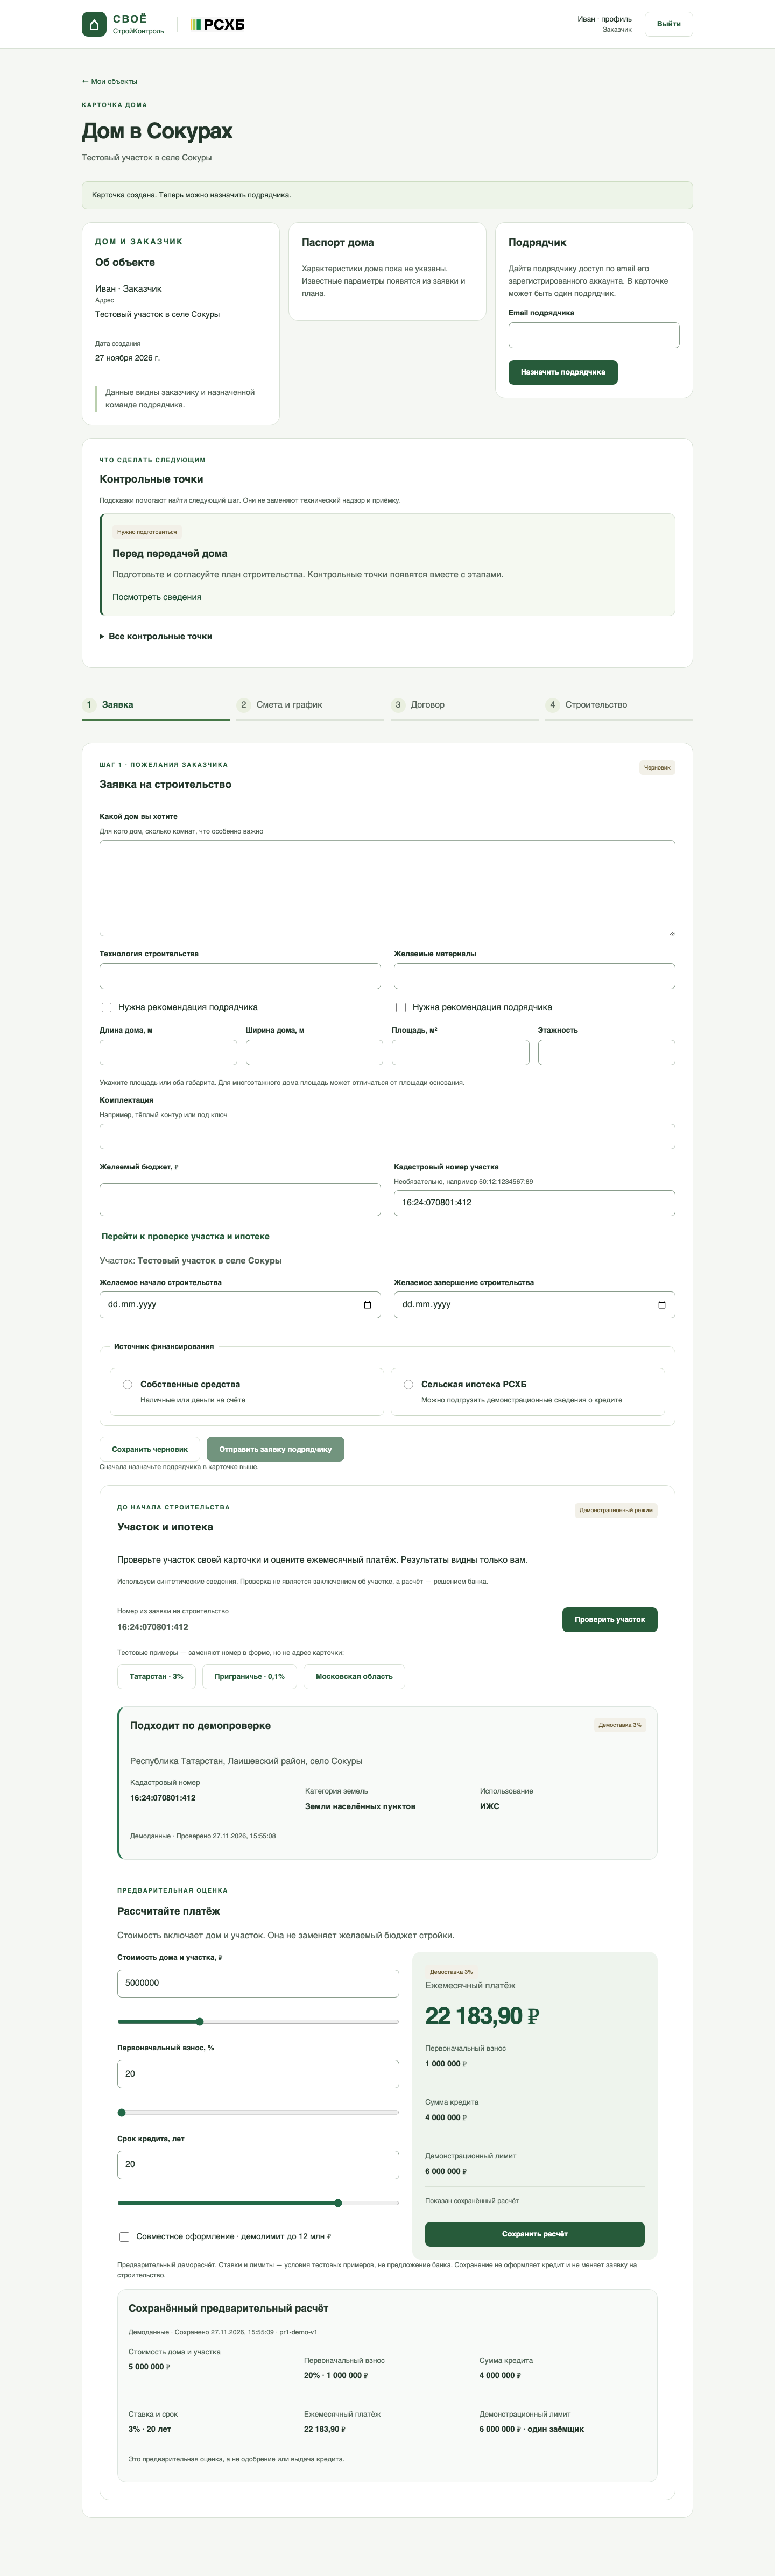 СВОЁ
СтройКонтроль
РСХБ
Иван · профиль
Заказчик
Выйти
← Мои объекты
КАРТОЧКА ДОМА
Дом в Сокурах
Тестовый участок в селе Сокуры
Карточка создана. Теперь можно назначить подрядчика.
ДОМ И ЗАКАЗЧИК
Об объекте
Иван · Заказчик
Адрес
Тестовый участок в селе Сокуры
Дата создания
27 ноября 2026 г.
Данные видны заказчику и назначенной
команде подрядчика.
Паспорт дома
Характеристики дома пока не указаны.
Известные параметры появятся из заявки и
плана.
Подрядчик
Дайте подрядчику доступ по email его
зарегистрированного аккаунта. В карточке
может быть один подрядчик.
Email подрядчика
Назначить подрядчика
ЧТО СДЕЛАТЬ СЛЕДУЮЩИМ
Контрольные точки
Подсказки помогают найти следующий шаг. Они не заменяют технический надзор и приёмку.
Нужно подготовиться
Перед передачей дома
Подготовьте и согласуйте план строительства. Контрольные точки появятся вместе с этапами.
Посмотреть сведения
▶ Все контрольные точки
1 Заявка
2 Смета и график
3 Договор
4 Строительство
ШАГ 1 · ПОЖЕЛАНИЯ ЗАКАЗЧИКА
Черновик
Заявка на строительство
Какой дом вы хотите
Для кого дом, сколько комнат, что особенно важно
Технология строительства
Желаемые материалы
Нужна рекомендация подрядчика
Нужна рекомендация подрядчика
Длина дома, м
Ширина дома, м
Площадь, м²
Этажность
Укажите площадь или оба габарита. Для многоэтажного дома площадь может отличаться от площади основания.
Комплектация
Например, тёплый контур или под ключ
Желаемый бюджет, ₽
Кадастровый номер участка
Необязательно, например 50:12:1234567:89
16:24:070801:412
Перейти к проверке участка и ипотеке
Участок: Тестовый участок в селе Сокуры
Желаемое начало строительства
Желаемое завершение строительства
dd.mm.yyyy
dd.mm.yyyy
Источник финансирования
Собственные средства
Наличные или деньги на счёте
Сельская ипотека РСХБ
Можно подгрузить демонстрационные сведения о кредите
Сохранить черновик
Отправить заявку подрядчику
Сначала назначьте подрядчика в карточке выше.
ДО НАЧАЛА СТРОИТЕЛЬСТВА
Демонстрационный режим
Участок и ипотека
Проверьте участок своей карточки и оцените ежемесячный платёж. Результаты видны только вам.
Используем синтетические сведения. Проверка не является заключением об участке, а расчёт — решением банка.
Номер из заявки на строительство
16:24:070801:412
Проверить участок
Тестовые примеры — заменяют номер в форме, но не адрес карточки:
Татарстан · 3%
Приграничье · 0,1%
Московская область
Подходит по демопроверке
Демоставка 3%
Республика Татарстан, Лаишевский район, село Сокуры
Кадастровый номер
16:24:070801:412
Категория земель
Земли населённых пунктов
Использование
ИЖС
Демоданные · Проверено 27.11.2026, 15:55:08
ПРЕДВАРИТЕЛЬНАЯ ОЦЕНКА
Рассчитайте платёж
Стоимость включает дом и участок. Она не заменяет желаемый бюджет стройки.
Стоимость дома и участка, ₽
5000000
Первоначальный взнос, %
20
Срок кредита, лет
20
Совместное оформление · демолимит до 12 млн ₽
Демоставка 3%
Ежемесячный платёж
22 183,90 ₽
Первоначальный взнос
1 000 000 ₽
Сумма кредита
4 000 000 ₽
Демонстрационный лимит
6 000 000 ₽
Показан сохранённый расчёт
Сохранить расчёт
Предварительный деморасчёт. Ставки и лимиты — условия тестовых примеров, не предложение банка. Сохранение не оформляет кредит и не меняет заявку на
строительство.
Сохранённый предварительный расчёт
Демоданные · Сохранено 27.11.2026, 15:55:09 · pr1-demo-v1
Стоимость дома и участка
5 000 000 ₽
Первоначальный взнос
20% · 1 000 000 ₽
Сумма кредита
4 000 000 ₽
Ставка и срок
3% · 20 лет
Ежемесячный платёж
22 183,90 ₽
Демонстрационный лимит
6 000 000 ₽ · один заёмщик
Это предварительная оценка, а не одобрение или выдача кредита.